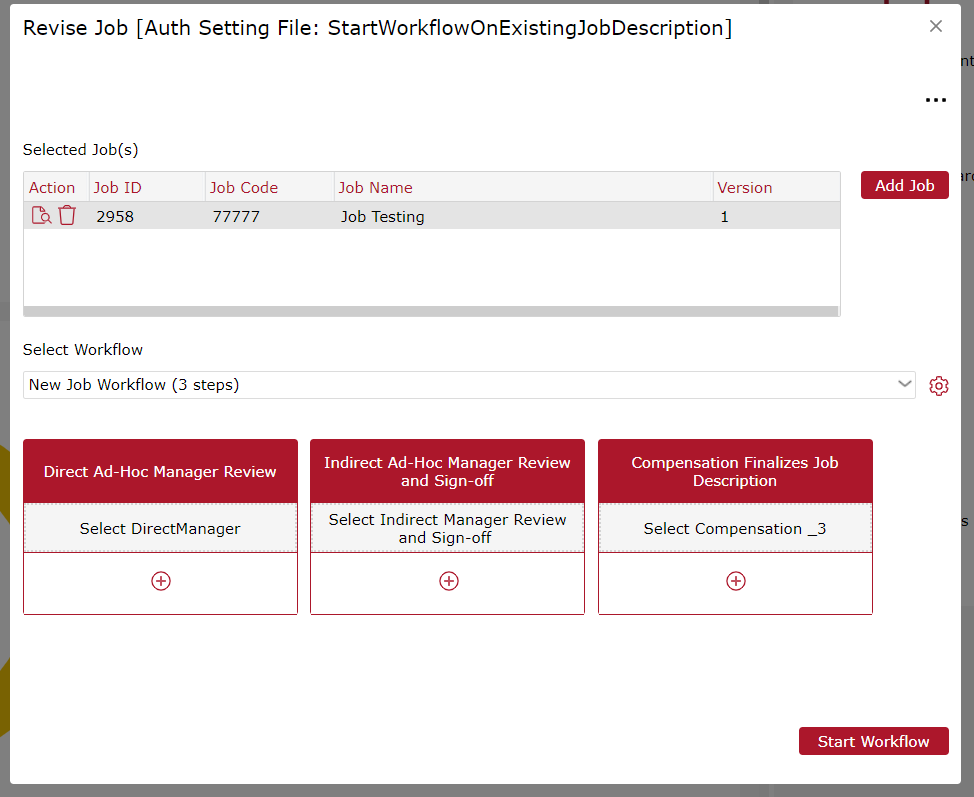 Revise Job [Auth Setting File: StartWorkflowOnExistingJobDescription]
Selected Job(s)
Action Job ID Job Code Job Name Version
2958 77777 Job Testing 1
Add Job
Select Workflow
New Job Workflow (3 steps)
Direct Ad-Hoc Manager Review
Select DirectManager
Indirect Ad-Hoc Manager Review
and Sign-off
Select Indirect Manager Review
and Sign-off
Compensation Finalizes Job
Description
Select Compensation _3
Start Workflow